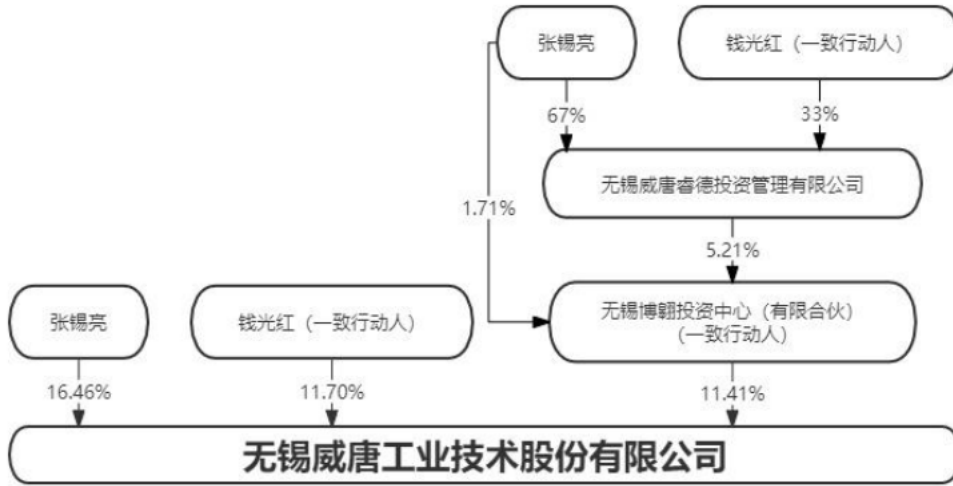 张锡亮
钱光红（一致行动人）
67%
33%
无锡威唐睿德投资管理有限公司
1.71%
5.21%
张锡亮
钱光红（一致行动人）
无锡博翱投资中心（有限合伙）
（一致行动人）
16.46%
11.70%
11.41%
无锡威唐工业技术股份有限公司